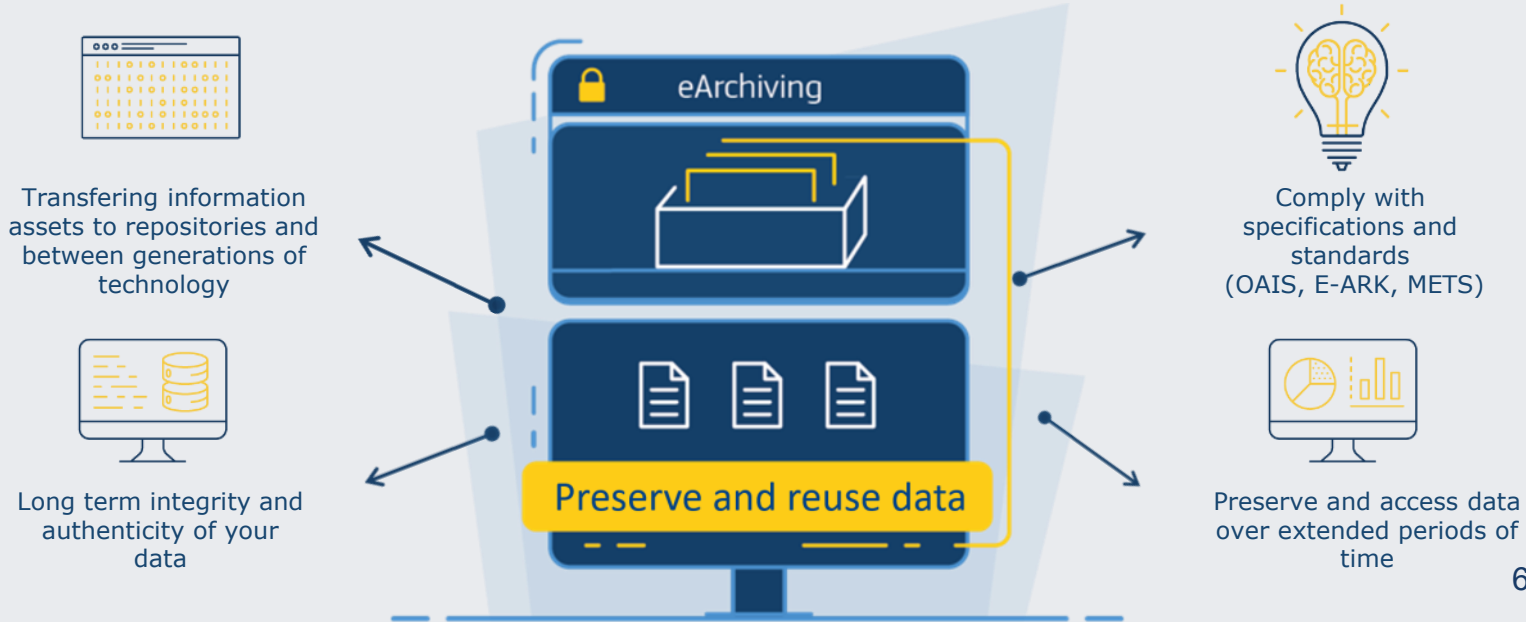 Transfering information
assets to repositories and
between generations of
technology
Long term integrity and
authenticity of your
data
eArchiving
Preserve and reuse data
Comply with
specifications and
standards
(OAIS, E-ARK, METS)
Preserve and access data
over extended periods of
time
6